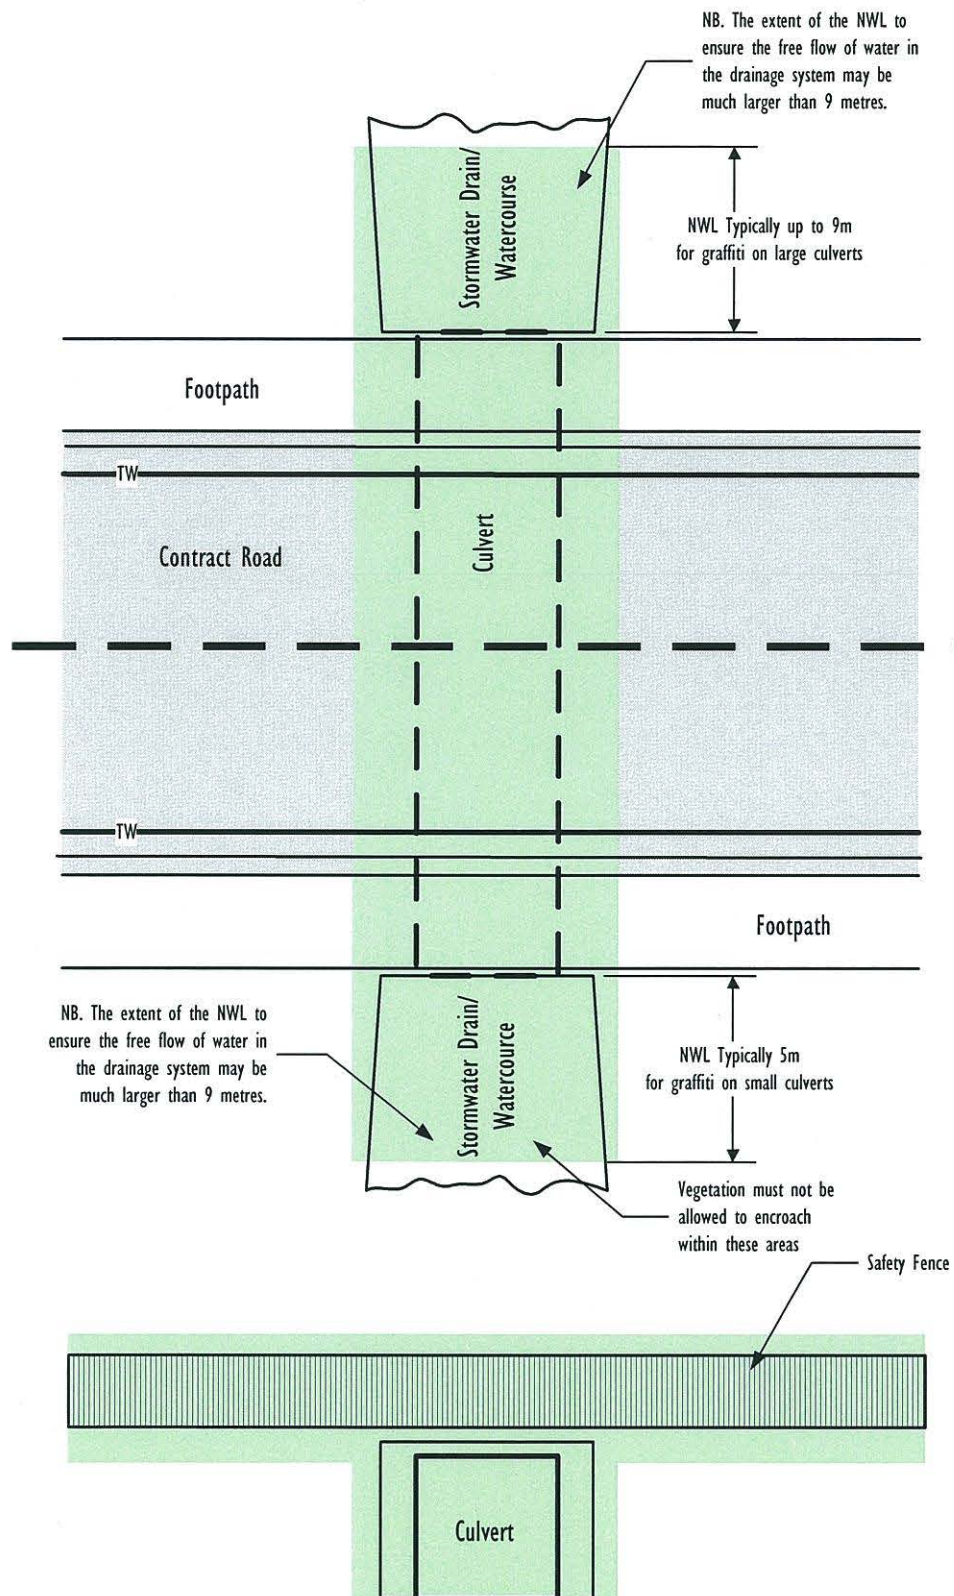 NB. The extent of the NWL to
ensure the free flow of water in
the drainage system may be
much larger than 9 metres.
Stormwater Drain/
Watercourse
NWL Typically up to 9m
for graffiti on large culverts
Footpath
TW
Contract Road
Culvert
TW
Footpath
NB. The extent of the NWL to
ensure the free flow of water in
the drainage system may be
much larger than 9 metres.
Stormwater Drain/
Watercource
NWL Typically 5m
for graffiti on small culverts
Vegetation must not be
allowed to encroach
within these areas
Safety Fence
Culvert